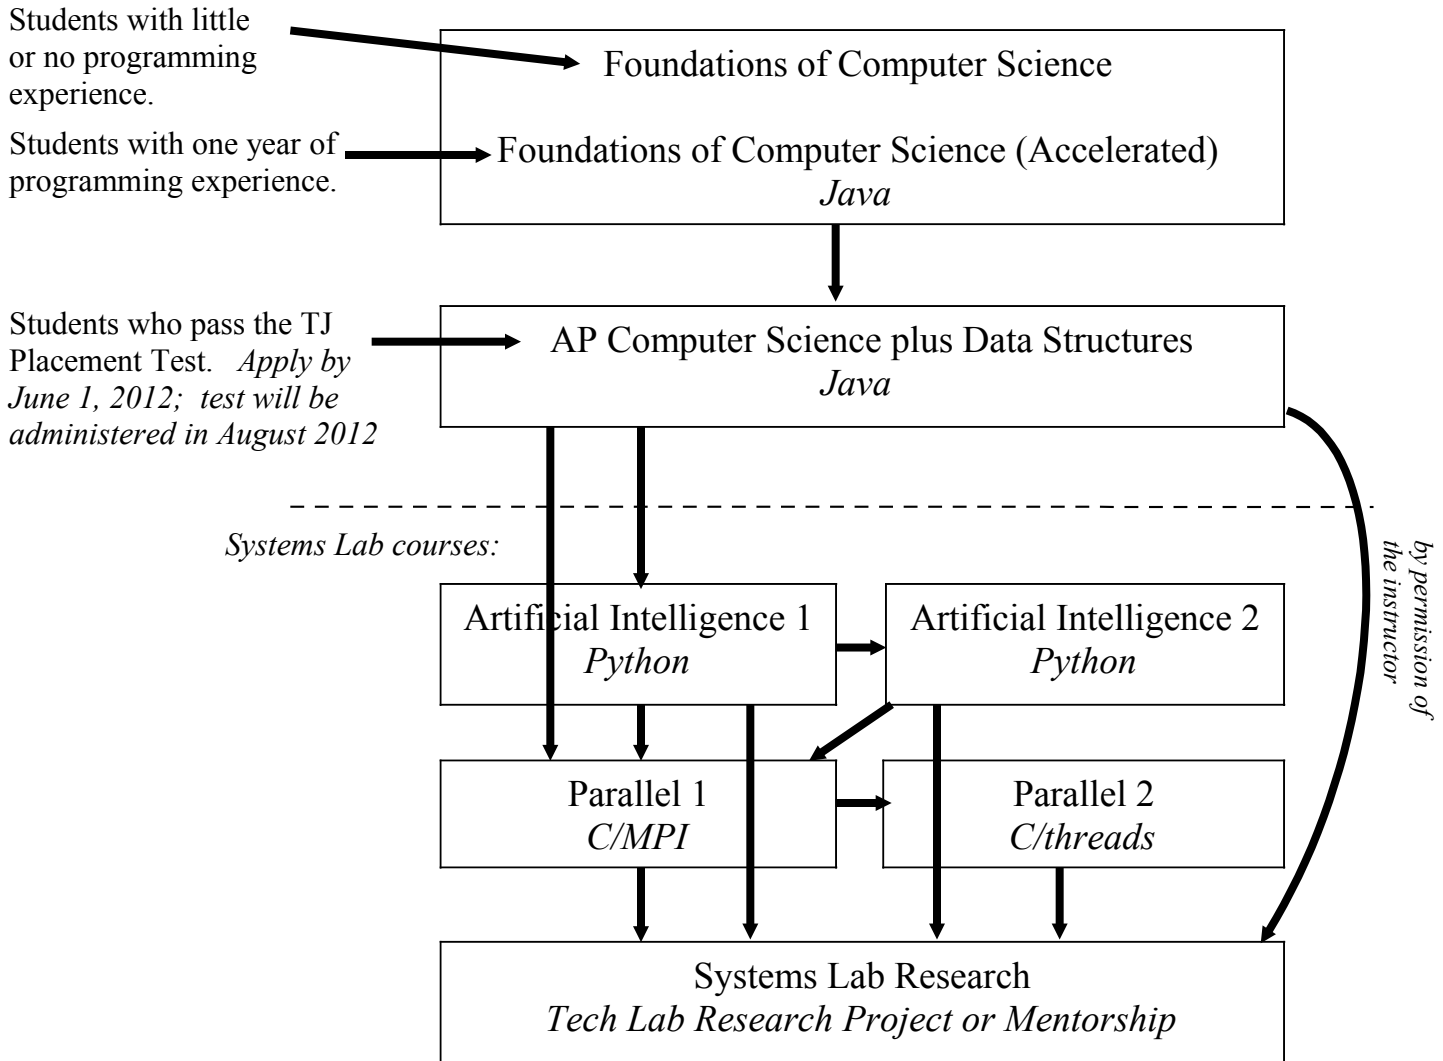 Students with little
or no programming
experience.
Foundations of Computer Science
Students with one year of
programming experience.
Foundations of Computer Science (Accelerated)
Java
Students who pass the TJ
Placement Test.   Apply by
June 1, 2012;  test will be
administered in August 2012
AP Computer Science plus Data Structures
Java
Systems Lab courses:
by permission of
the instructor
Artificial Intelligence 1
Python
Artificial Intelligence 2
Python
Parallel 1
C/MPI
Parallel 2
C/threads
Systems Lab Research
Tech Lab Research Project or Mentorship